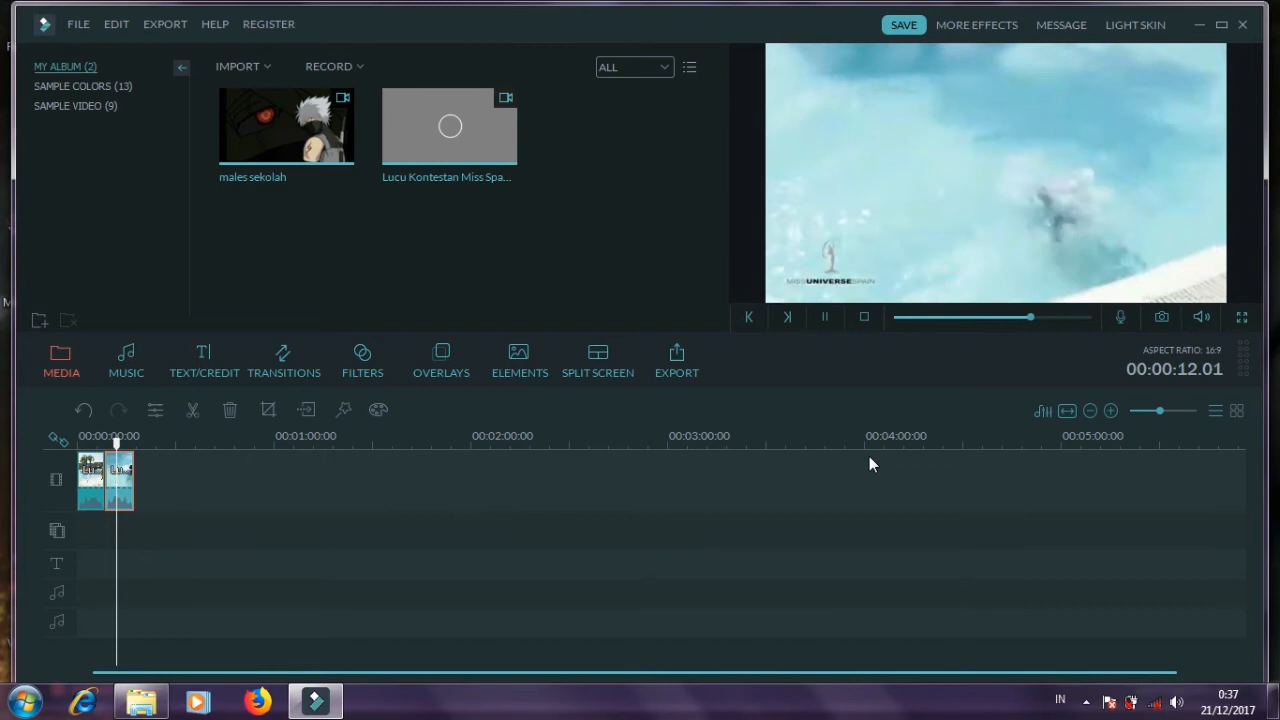 FILE EDIT EXPORT HELP REGISTER SAVE MORE EFFECTS MESSAGE LIGHT SKIN
MY ALBUM (2)
SAMPLE COLORS (13)
SAMPLE VIDEO (9)
IMPORT RECORD ALL
males sekolah
Lucu Kontestan Miss Spa...
MISSUNIVERSESPAIN
MEDIA MUSIC TEXT/CREDIT TRANSITIONS FILTERS OVERLAYS ELEMENTS SPLIT SCREEN EXPORT
ASPECT RATIO: 16:9
00:00:12.01
00:00:00:00 00:01:00:00 00:02:00:00 00:03:00:00 00:04:00:00 00:05:00:00
IN
0:37
21/12/2017